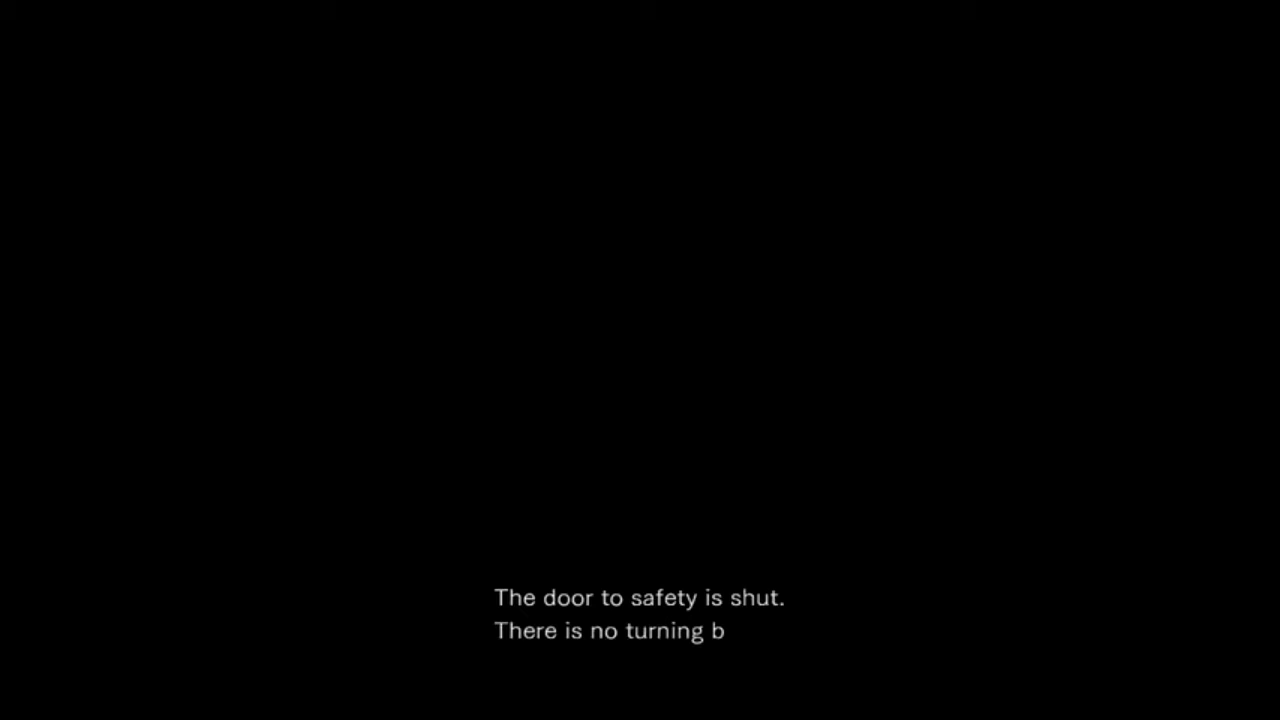 The door to safety is shut.
There is no turning b